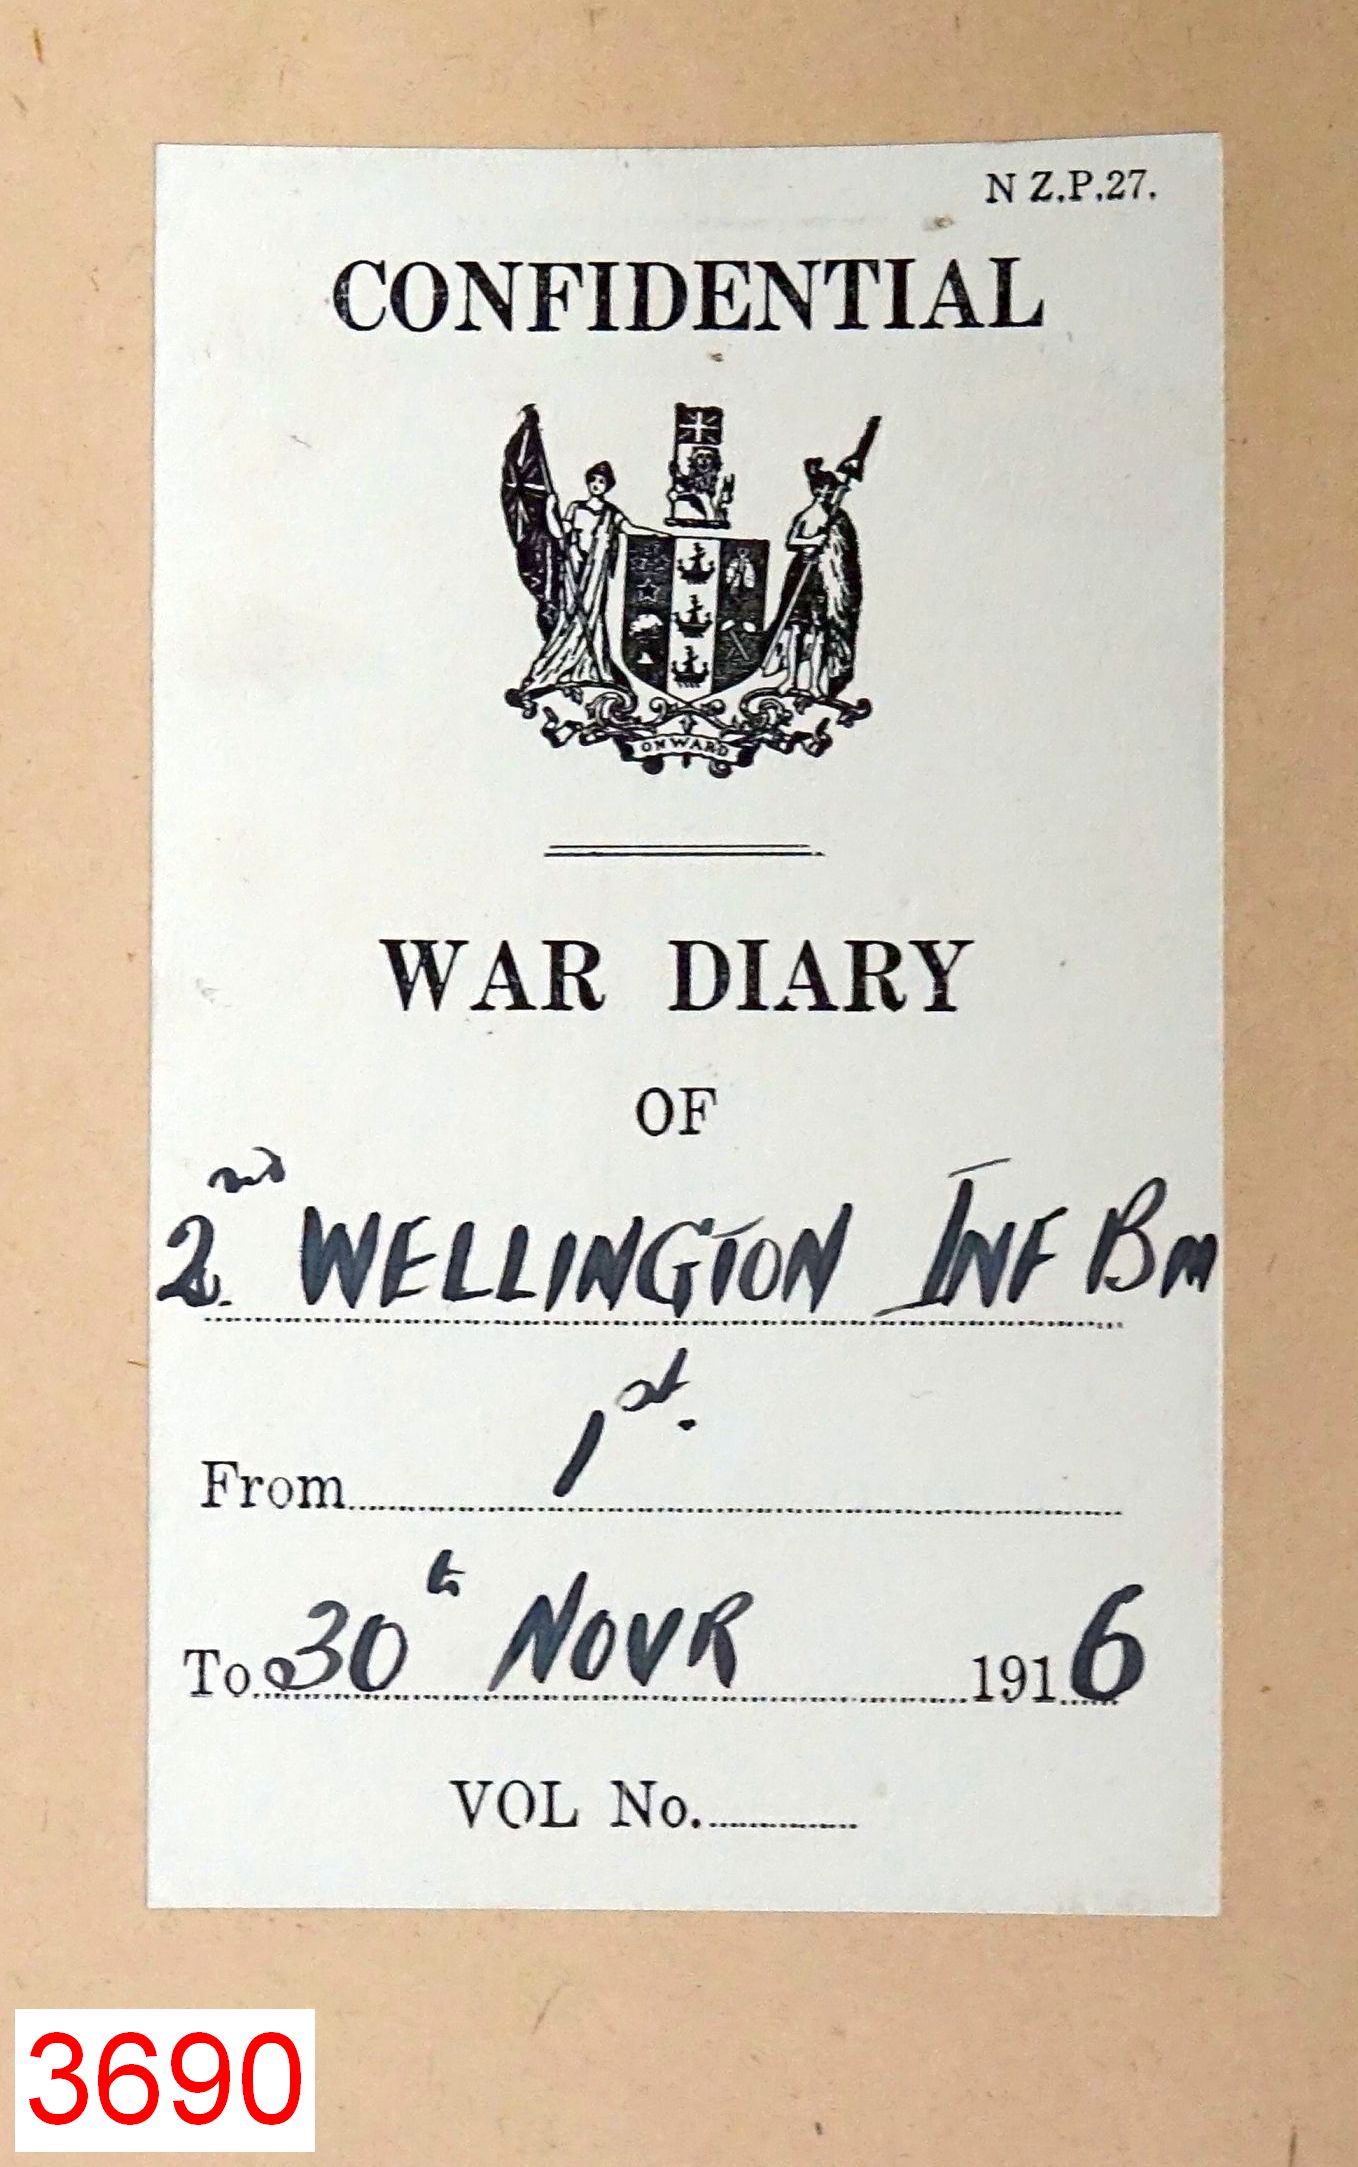 N Z.P.27.
CONFIDENTIAL
ONWARD
WAR DIARY
OF
2nd WELLINGTON INF Bn
From 1st.
To 30th NOVR 1916
VOL No.
3690